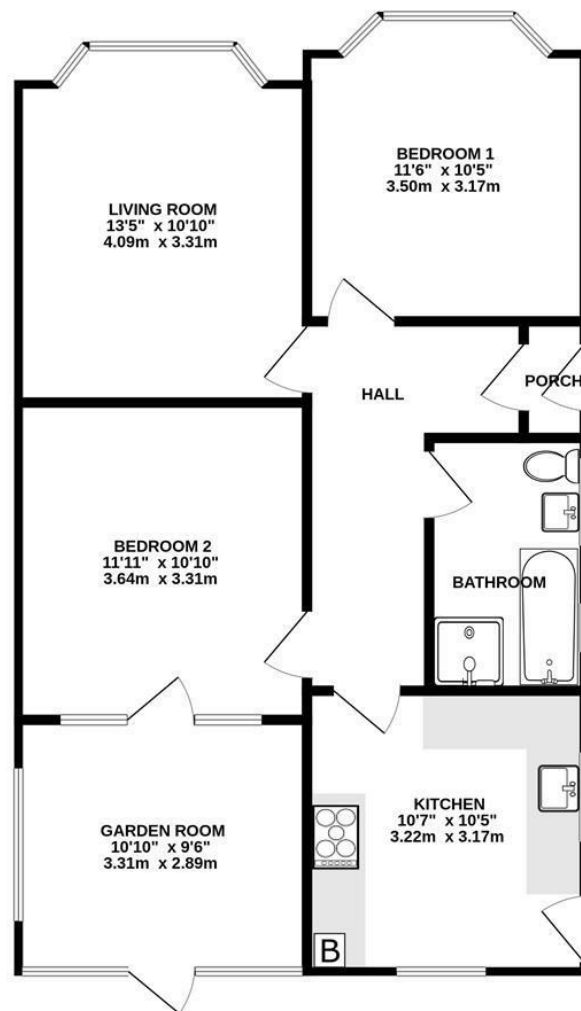 BEDROOM 1
11'6" x 10'5"
3.50m x 3.17m
LIVING ROOM
13'5" x 10'10"
4.09m x 3.31m
HALL
PORCH
BEDROOM 2
11'11" x 10'10"
3.64m x 3.31m
BATHROOM
KITCHEN
10'7" x 10'5"
3.22m x 3.17m
GARDEN ROOM
10'10" x 9'6"
3.31m x 2.89m
B